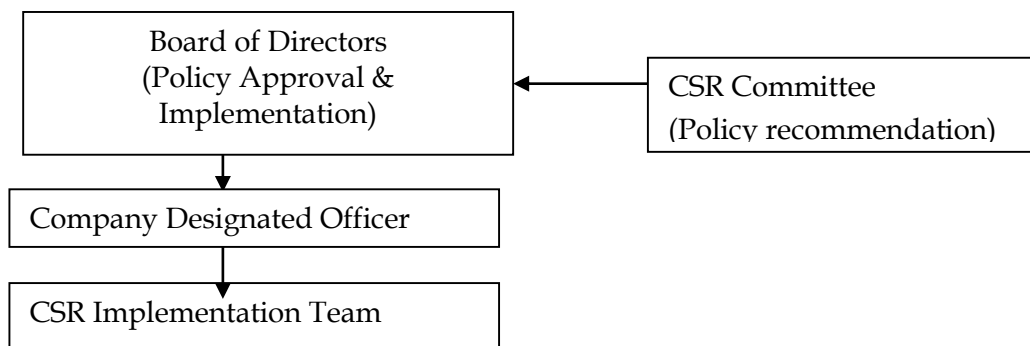 Board of Directors
(Policy Approval &
Implementation)
CSR Committee
(Policy recommendation)
Company Designated Officer
CSR Implementation Team